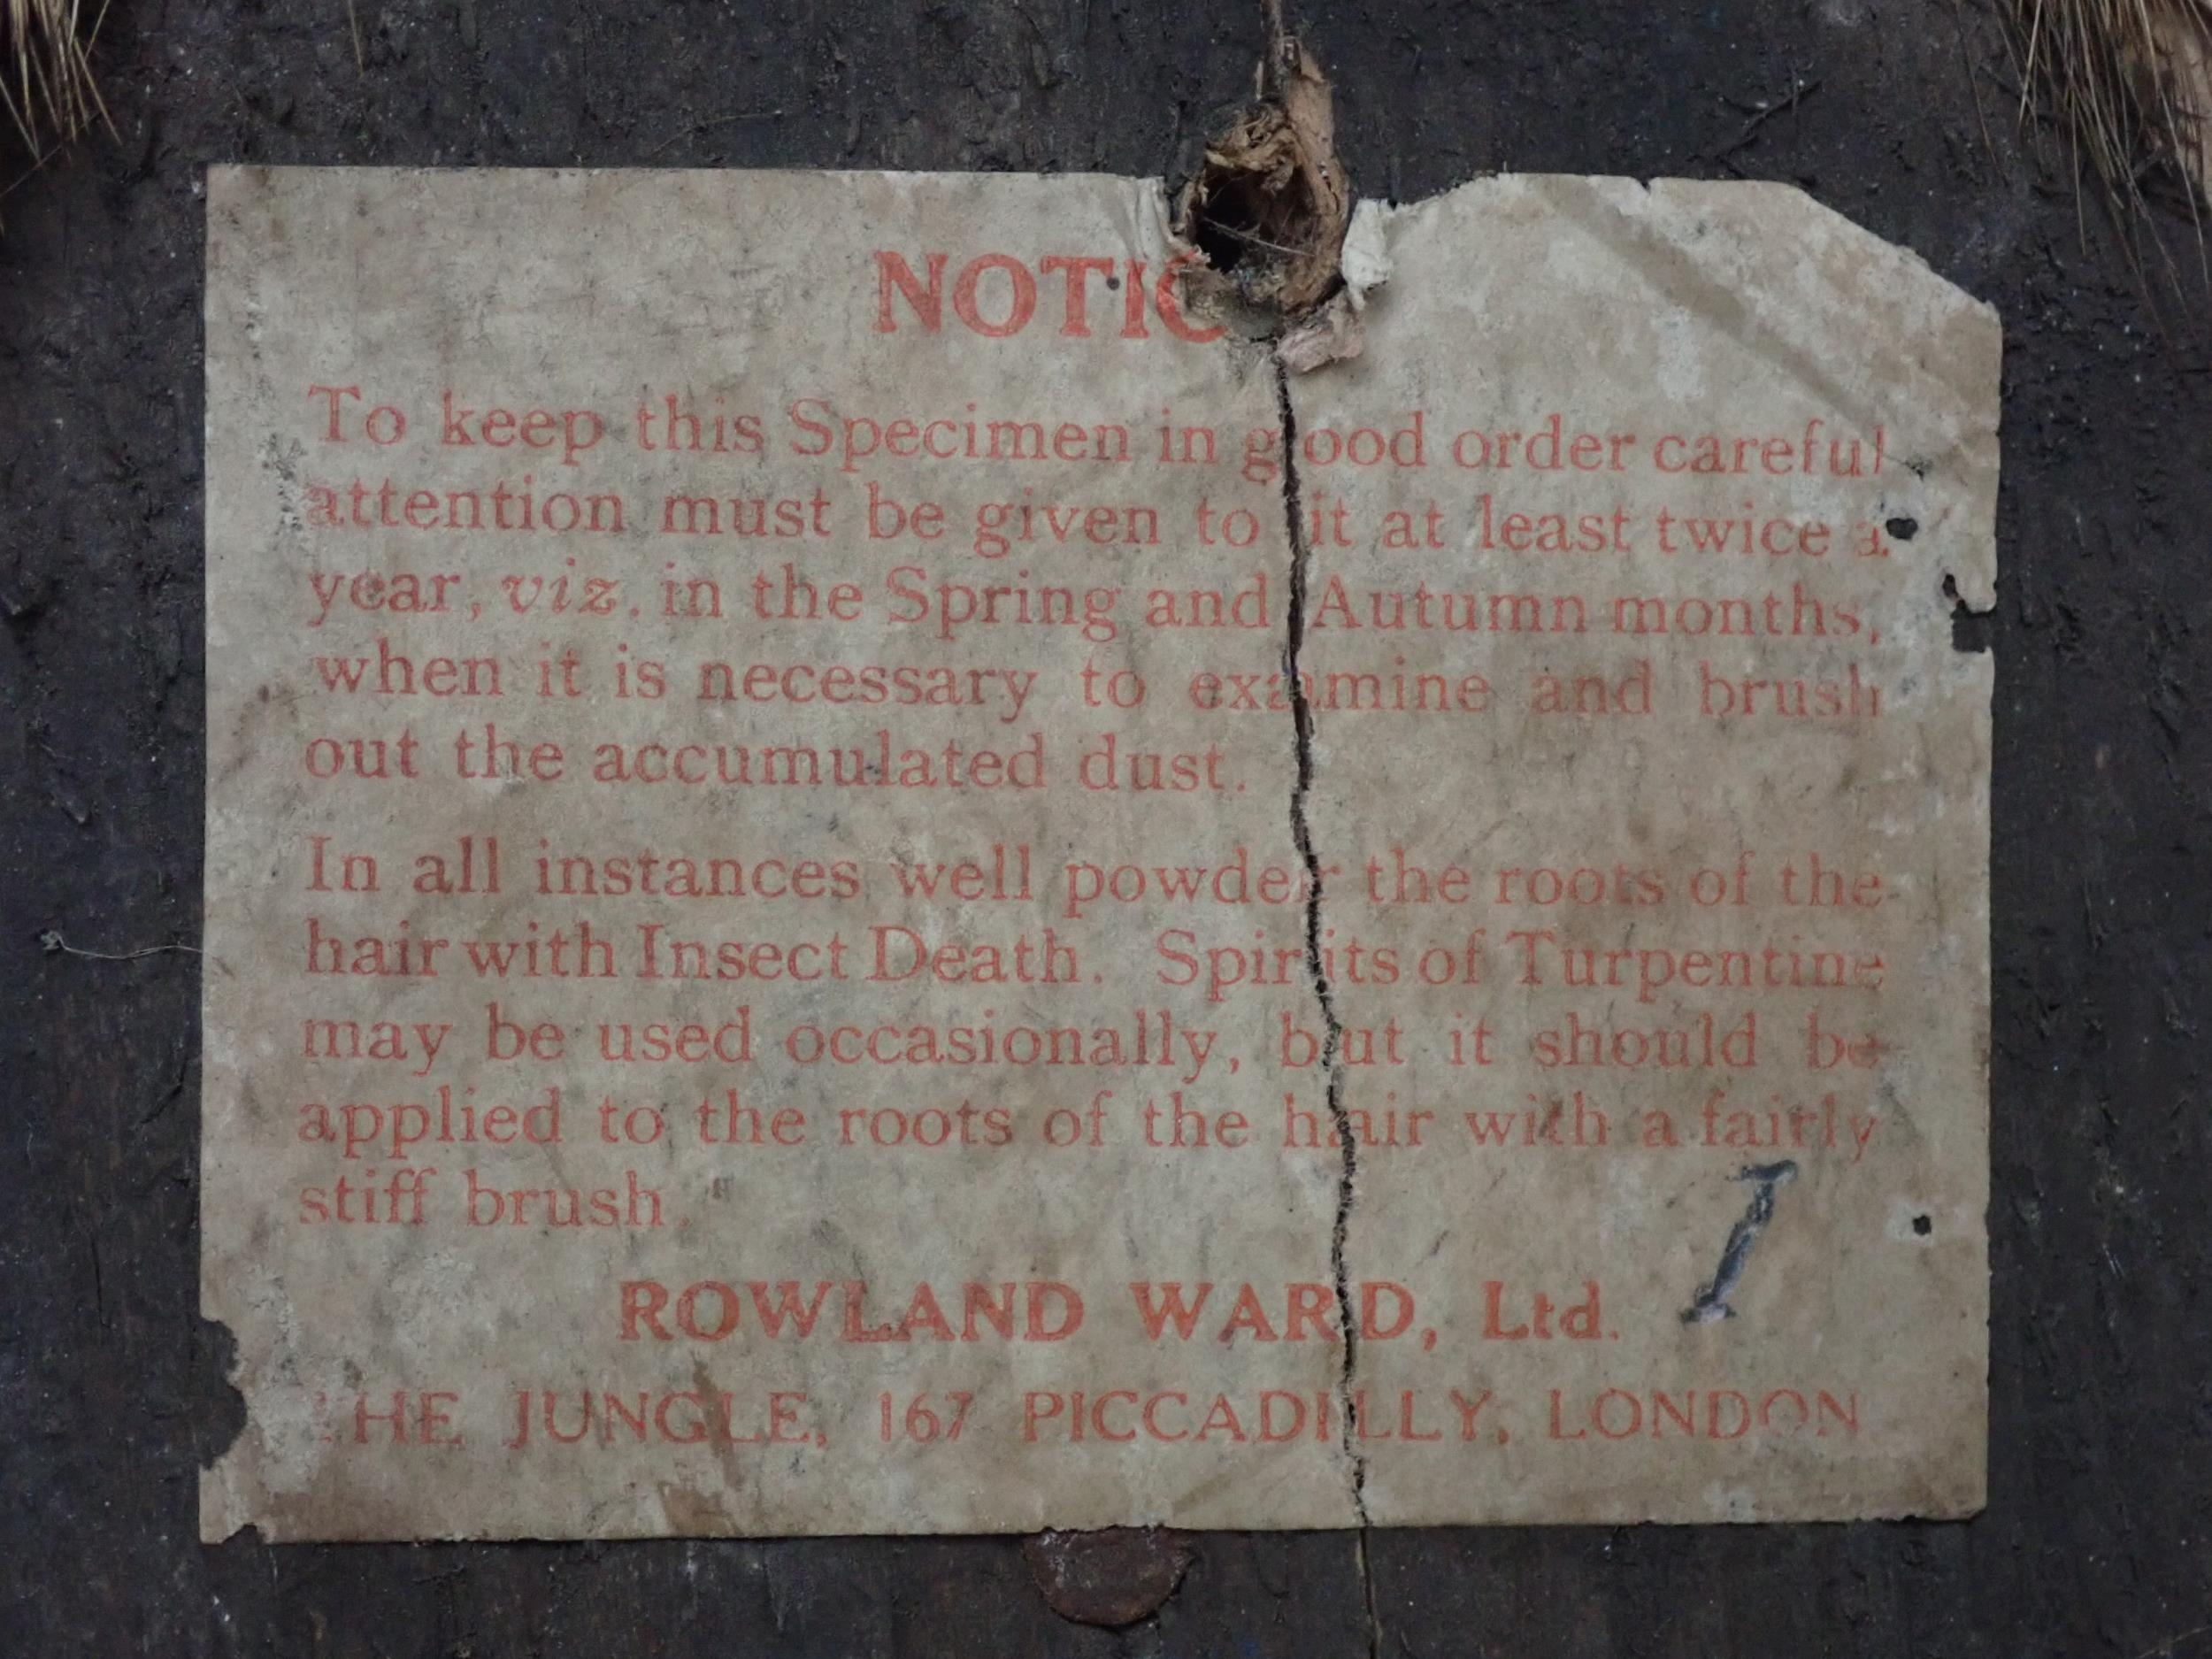 NOTIC
To keep this Specimen in good order careful
attention must be given to it at least twice a
year, viz. in the Spring and Autumn months,
when it is necessary to examine and brush
out the accumulated dust.
In all instances well powder the roots of the
hair with Insect Death. Spirits of Turpentine
may be used occasionally, but it should be
applied to the roots of the hair with a fairly
stiff brush.
I
ROWLAND WARD, Ltd.
THE JUNGLE, 167 PICCADILLY, LONDON